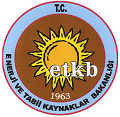 T.C.
ENERJİ VE TABİİ KAYNAKLAR BAKANLIĞI
etkb
1963